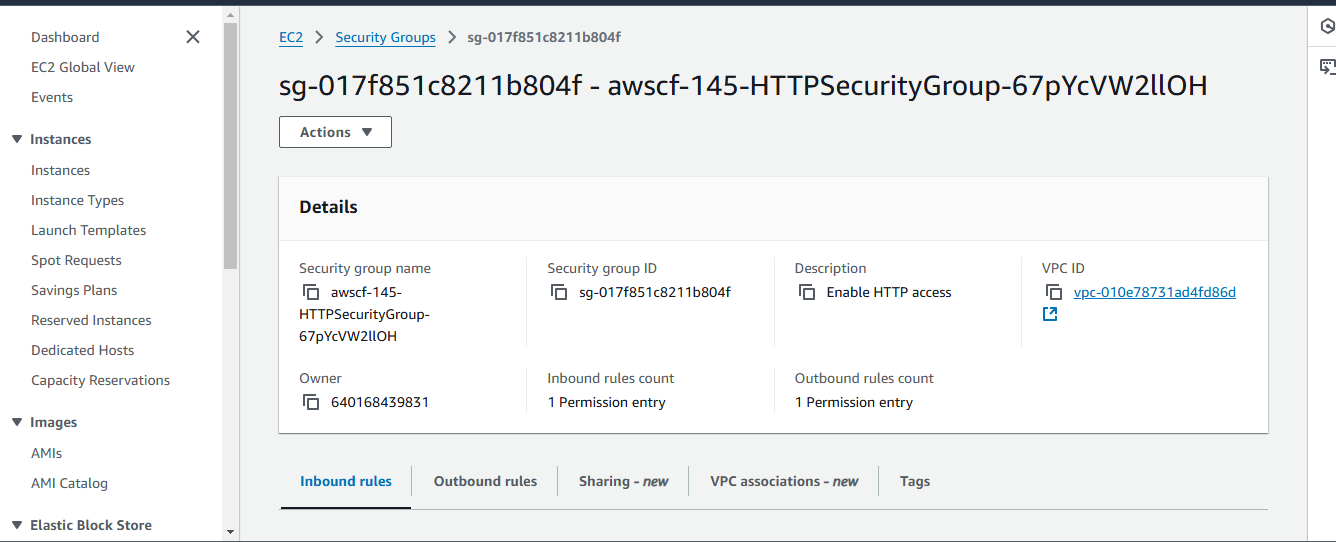 Dashboard
EC2 Global View
Events
Instances
Instances
Instance Types
Launch Templates
Spot Requests
Savings Plans
Reserved Instances
Dedicated Hosts
Capacity Reservations
Images
AMIs
AMI Catalog
Elastic Block Store
EC2 > Security Groups > sg-017f851c8211b804f
sg-017f851c8211b804f - awscf-145-HTTPSecurityGroup-67pYcVW2llOH
Actions
Details
Security group name
awscf-145-
HTTPSecurityGroup-
67pYcVW2llOH
Security group ID
sg-017f851c8211b804f
Description
Enable HTTP access
VPC ID
vpc-010e78731ad4fd86d
Owner
640168439831
Inbound rules count
1 Permission entry
Outbound rules count
1 Permission entry
Inbound rules
Outbound rules
Sharing - new
VPC associations - new
Tags